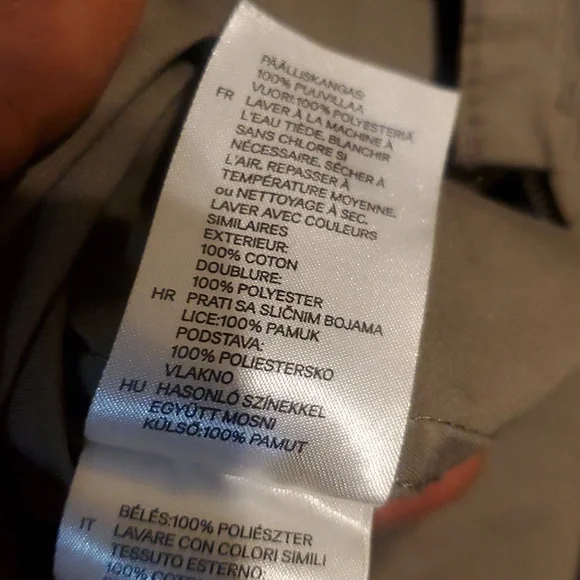 PÄÄLLISKANGAS:
100% PUUVILLAA
VUORI:100% POLYESTERIÄ
FR LAVER À LA MACHINE À
L'EAU TIÈDE, BLANCHIR
SANS CHLORE SI
NÉCESSAIRE, SÉCHER À
L'AIR, REPASSER À
TEMPÉRATURE MOYENNE,
ou NETTOYAGE À SEC.
LAVER AVEC COULEURS
SIMILAIRES
EXTERIEUR:
100% COTON
DOUBLURE:
100% POLYESTER
HR PRATI SA SLIČNIM BOJAMA
LICE:100% PAMUK
PODSTAVA:
100% POLIESTERSKO
VLAKNO
HU HASONLÓ SZÍNEKKEL
EGYÜTT MOSNI
KÜLSŐ:100% PAMUT
BÉLÉS:100% POLIÉSZTER
IT LAVARE CON COLORI SIMILI
TESSUTO ESTERNO:
100%